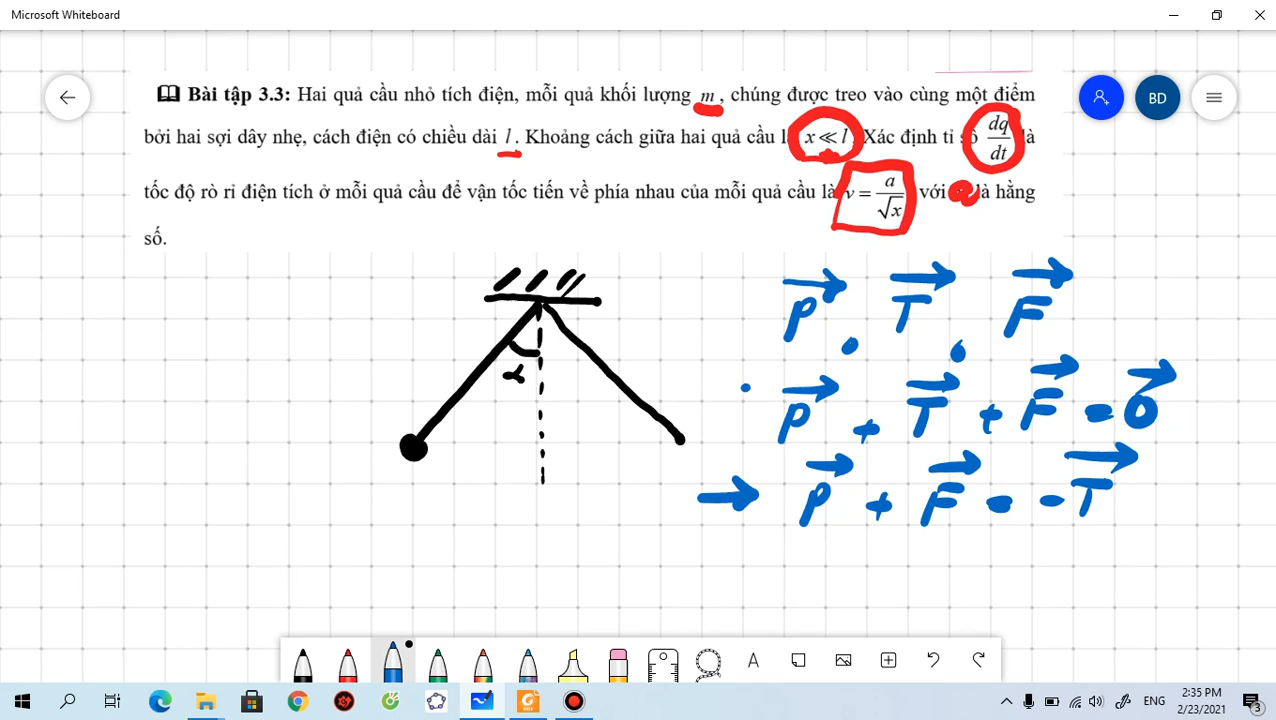 Microsoft Whiteboard
Bài tập 3.3: Hai quả cầu nhỏ tích điện, mỗi quả khối lượng m, chúng được treo vào cùng một điểm
bởi hai sợi dây nhẹ, cách điện có chiều dài l. Khoảng cách giữa hai quả cầu x ≪ l Xác định tỉ số dq/dt là
tốc độ rò rỉ điện tích ở mỗi quả cầu để vận tốc tiến về phía nhau của mỗi quả cầu là v = a/√x với là hằng
số.
BD
α
P⃗ T⃗ F⃗
P⃗ + T⃗ + F⃗ = 0⃗
→ P⃗ + F⃗ = -T⃗
A
ENG
2:35 PM
2/23/2021
3